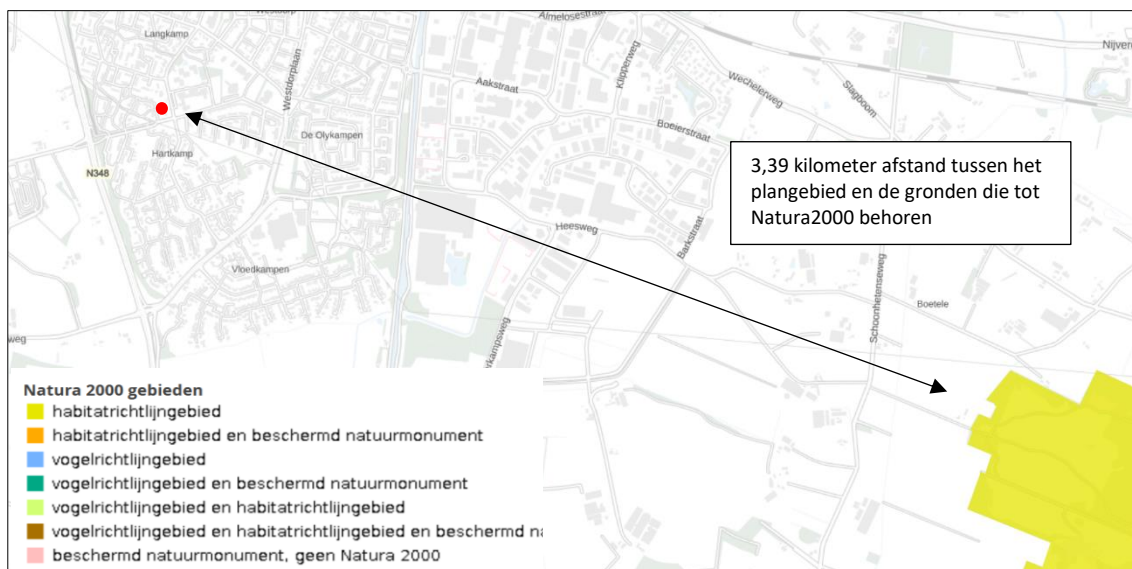 Westdorp
Almelosestraat
Langkamp
Nijver
Westdorplaan
Aakstraat
Klipperweg
Wechelerweg
Slagboom
De Olykampen
Boeierstraat
Hartkamp
N348
3,39 kilometer afstand tussen het
plangebied en de gronden die tot
Natura2000 behoren
Heesweg
Barkstraat
Vloedkampen
Schoonhetenseweg
Boetele
weg
rkampsweg
Natura 2000 gebieden
habitatrichtlijngebied
habitatrichtlijngebied en beschermd natuurmonument
vogelrichtlijngebied
vogelrichtlijngebied en beschermd natuurmonument
vogelrichtlijngebied en habitatrichtlijngebied
vogelrichtlijngebied en habitatrichtlijngebied en beschermd na
beschermd natuurmonument, geen Natura 2000